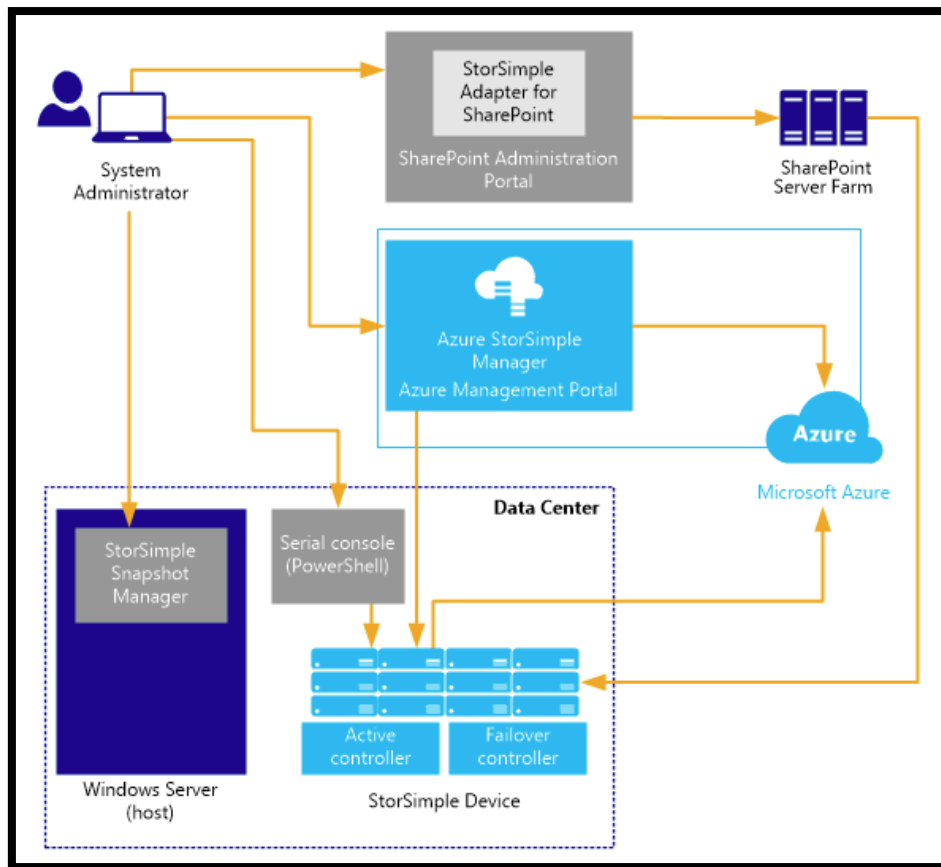 StorSimple
Adapter for
SharePoint
SharePoint Administration
Portal
System
Administrator
SharePoint
Server Farm
Azure StorSimple
Manager
Azure Management Portal
Azure
Microsoft Azure
Data Center
StorSimple
Snapshot
Manager
Serial console
(PowerShell)
Active
controller
Failover
controller
Windows Server
(host)
StorSimple Device